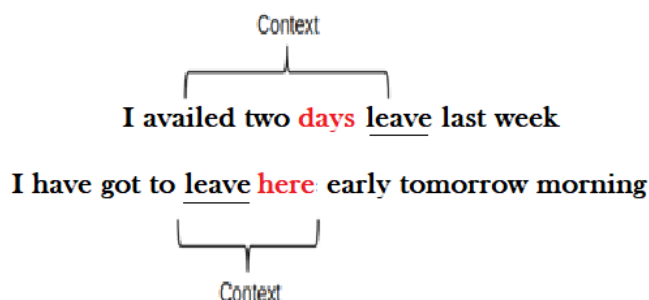 Context
I availed two days leave last week
I have got to leave here early tomorrow morning
Context